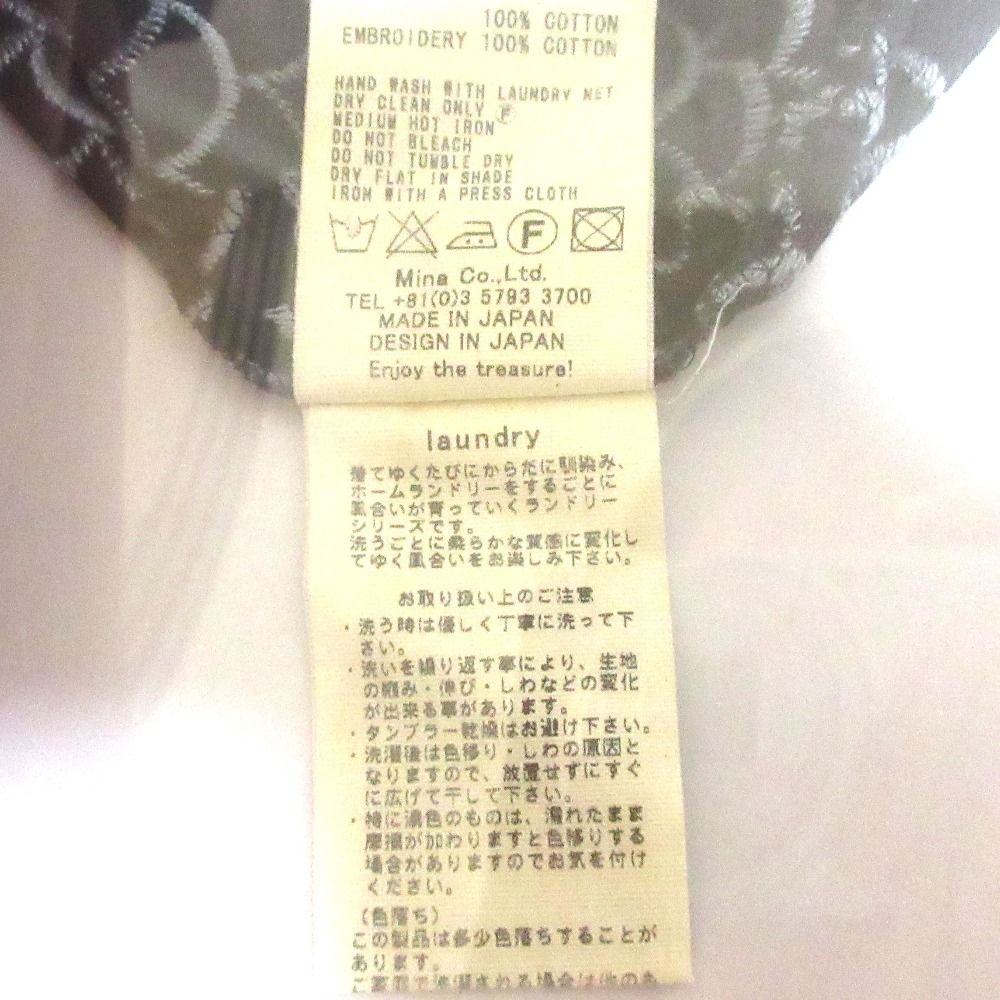 100% COTTON
EMBROIDERY 100% COTTON
HAND WASH WITH LAUNDRY NET
DRY CLEAN ONLY Ⓕ
MEDIUM HOT IRON
DO NOT BLEACH
DO NOT TUMBLE DRY
DRY FLAT IN SHADE
IRON WITH A PRESS CLOTH
F
Mina Co.,Ltd.
TEL +81(0)3 5793 3700
MADE IN JAPAN
DESIGN IN JAPAN
Enjoy the treasure!
laundry
着てゆくたびにからだに馴染み、
ホームランドリーをするごとに
風合いが育っていくランドリー
シリーズです。
洗うごとに柔らかな質感に変化し
てゆく風合いをお楽しみ下さい。
お取り扱い上のご注意
・洗う時は優しく丁寧に洗って下
さい。
・洗いを繰り返す事により、生地
の縮み・伸び・しわなどの変化
が出来る事があります。
・タンブラー乾燥はお避け下さい。
・洗濯後は色移り・しわの原因と
なりますので、放置せずにすぐ
に広げて干して下さい。
・特に濃色のものは、濡れたまま
摩擦が加わりますと色移りする
場合がありますのでお気を付け
ください。
(色落ち)
この製品は多少色落ちすることが
あります。
ご家庭で洗濯される場合は他のも